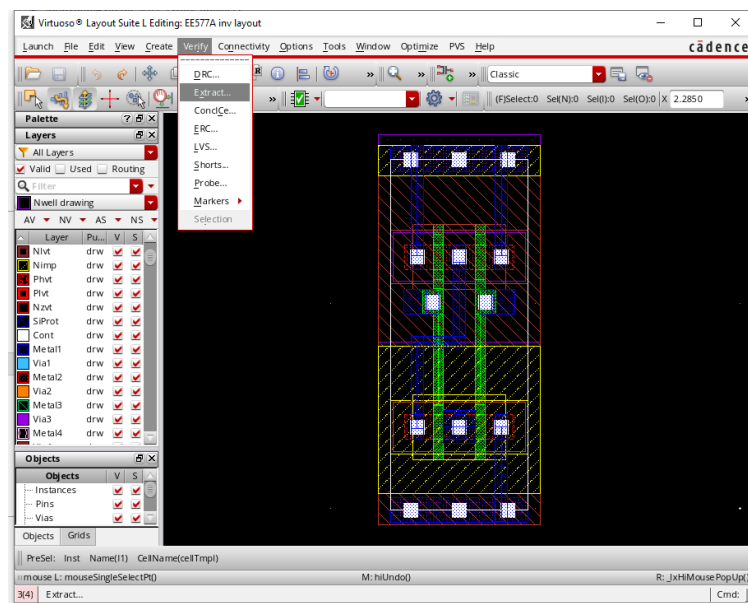 Virtuoso® Layout Suite L Editing: EE577A inv layout
Launch File Edit View Create Verify Connectivity Options Tools Window Optimize PVS Help
cādence
DRC...
Extract...
ConcICe...
ERC...
LVS...
Shorts...
Probe...
Markers
Selection
» » » Classic
» (F)Select:0 Sel(N):0 Sel(I):0 Sel(O):0 X 2.2850 »
Palette
Layers
All Layers
Valid Used Routing
Filter
Nwell drawing
AV NV AS NS
Layer Pu... V S
Nlvt drw
Nimp drw
Phvt drw
Plvt drw
Nzvt drw
SiProt drw
Cont drw
Metal1 drw
Via1 drw
Metal2 drw
Via2 drw
Metal3 drw
Via3 drw
Metal4 drw
Objects
Objects V S
Instances
Pins
Vias
Objects Grids
PreSel: Inst Name(I1) CellName(cellTmpl)
mouse L: mouseSingleSelectPt() M: hiUndo() R: _lxHiMousePopUp()
3(4) Extract... Cmd: